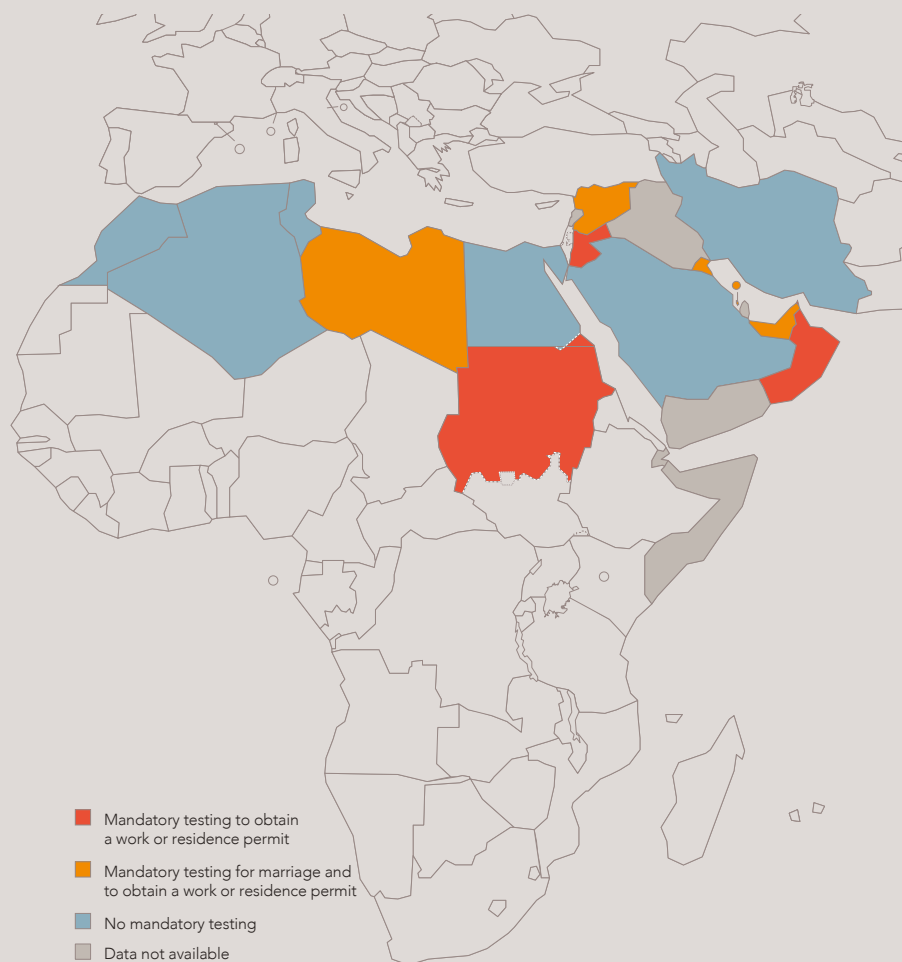 Mandatory testing to obtain
a work or residence permit
Mandatory testing for marriage and
to obtain a work or residence permit
No mandatory testing
Data not available